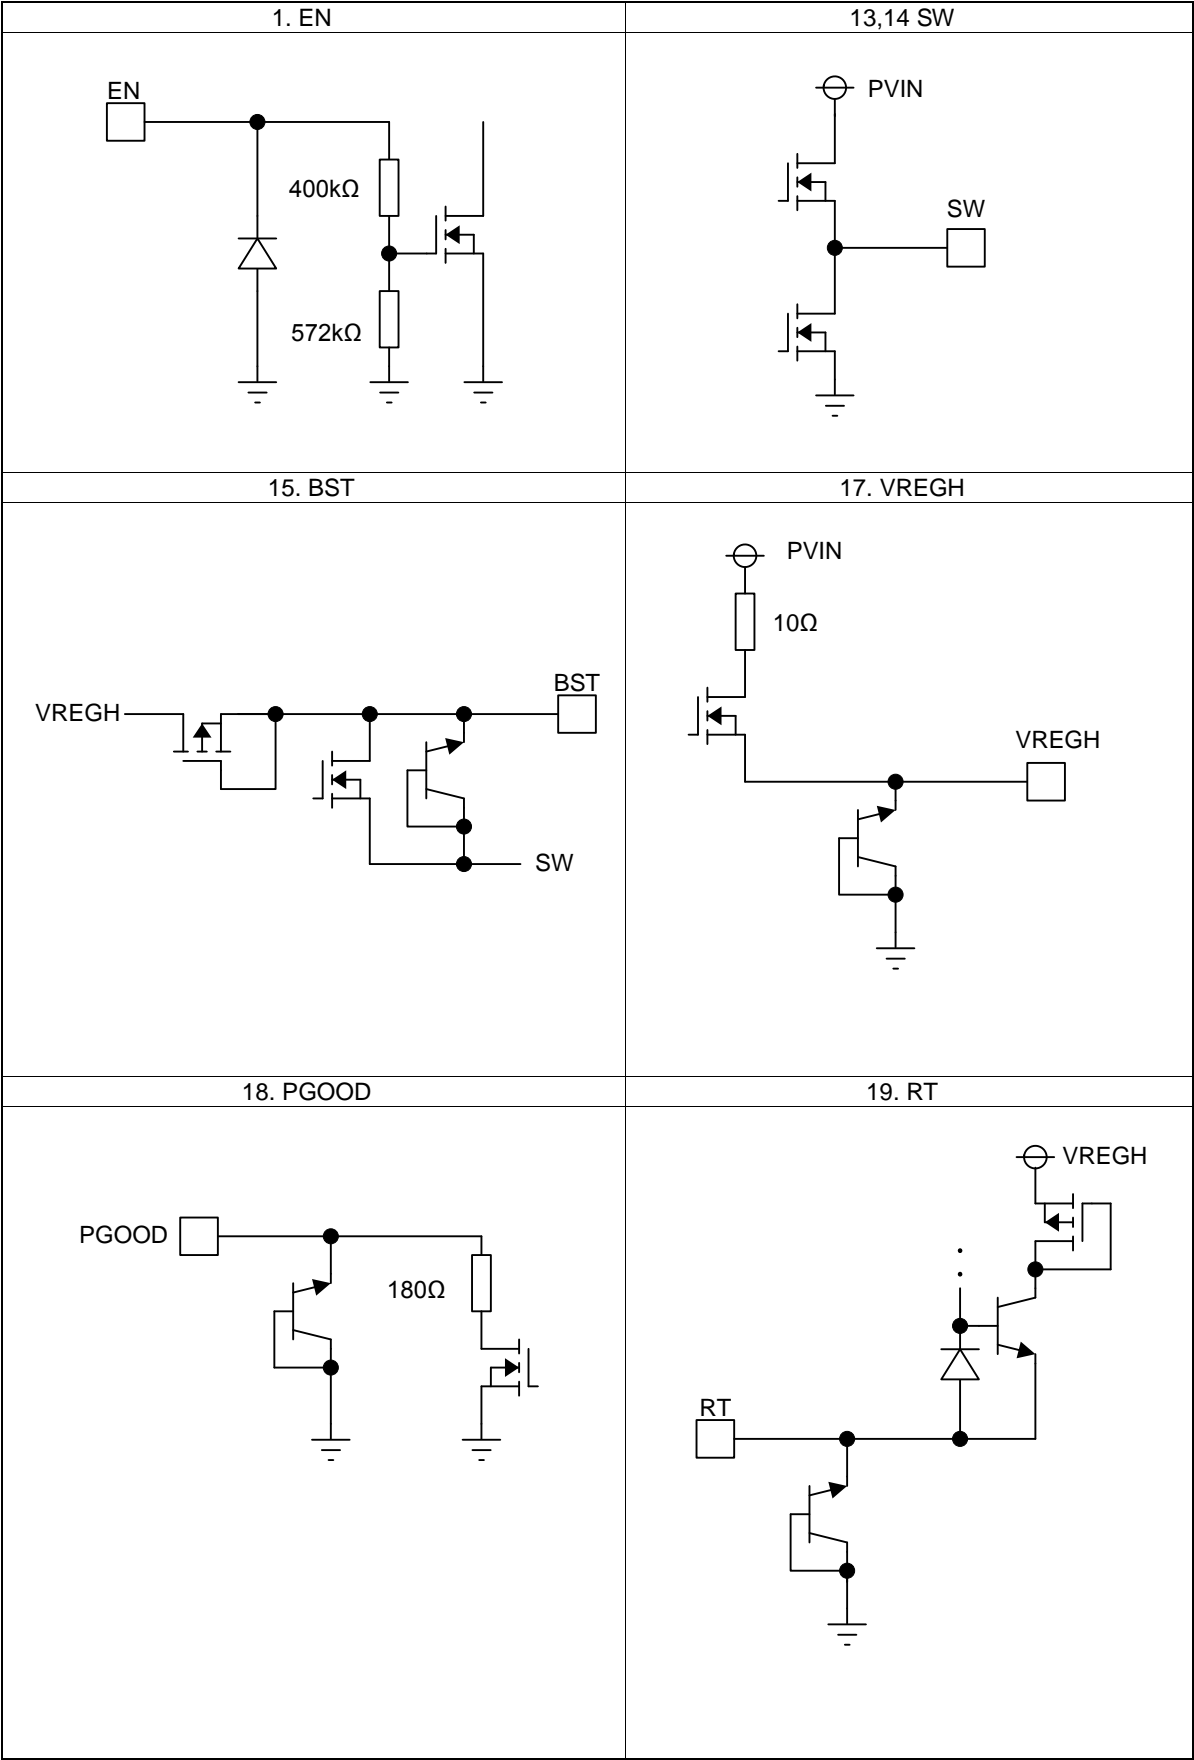 1. EN
13,14 SW
EN
400kΩ
572kΩ
PVIN
SW
15. BST
17. VREGH
VREGH
BST
SW
PVIN
10Ω
VREGH
18. PGOOD
19. RT
PGOOD
180Ω
VREGH
RT